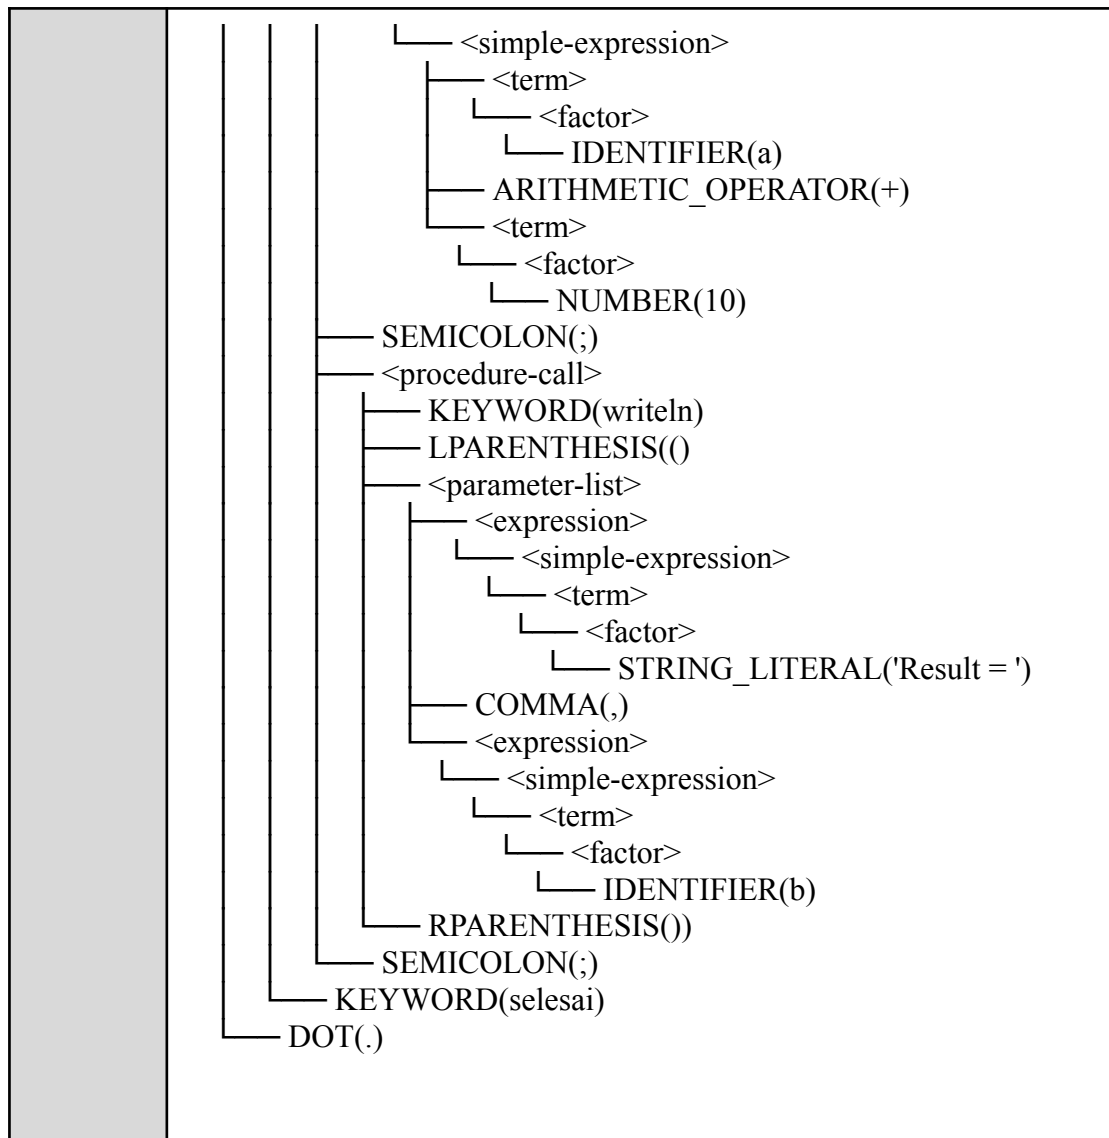 <simple-expression>
<term>
<factor>
IDENTIFIER(a)
ARITHMETIC_OPERATOR(+)
<term>
<factor>
NUMBER(10)
SEMICOLON(;)
<procedure-call>
KEYWORD(writeln)
LPARENTHESIS(()
<parameter-list>
<expression>
<simple-expression>
<term>
<factor>
STRING_LITERAL('Result = ')
COMMA(,)
<expression>
<simple-expression>
<term>
<factor>
IDENTIFIER(b)
RPARENTHESIS())
SEMICOLON(;)
KEYWORD(selesai)
DOT(.)